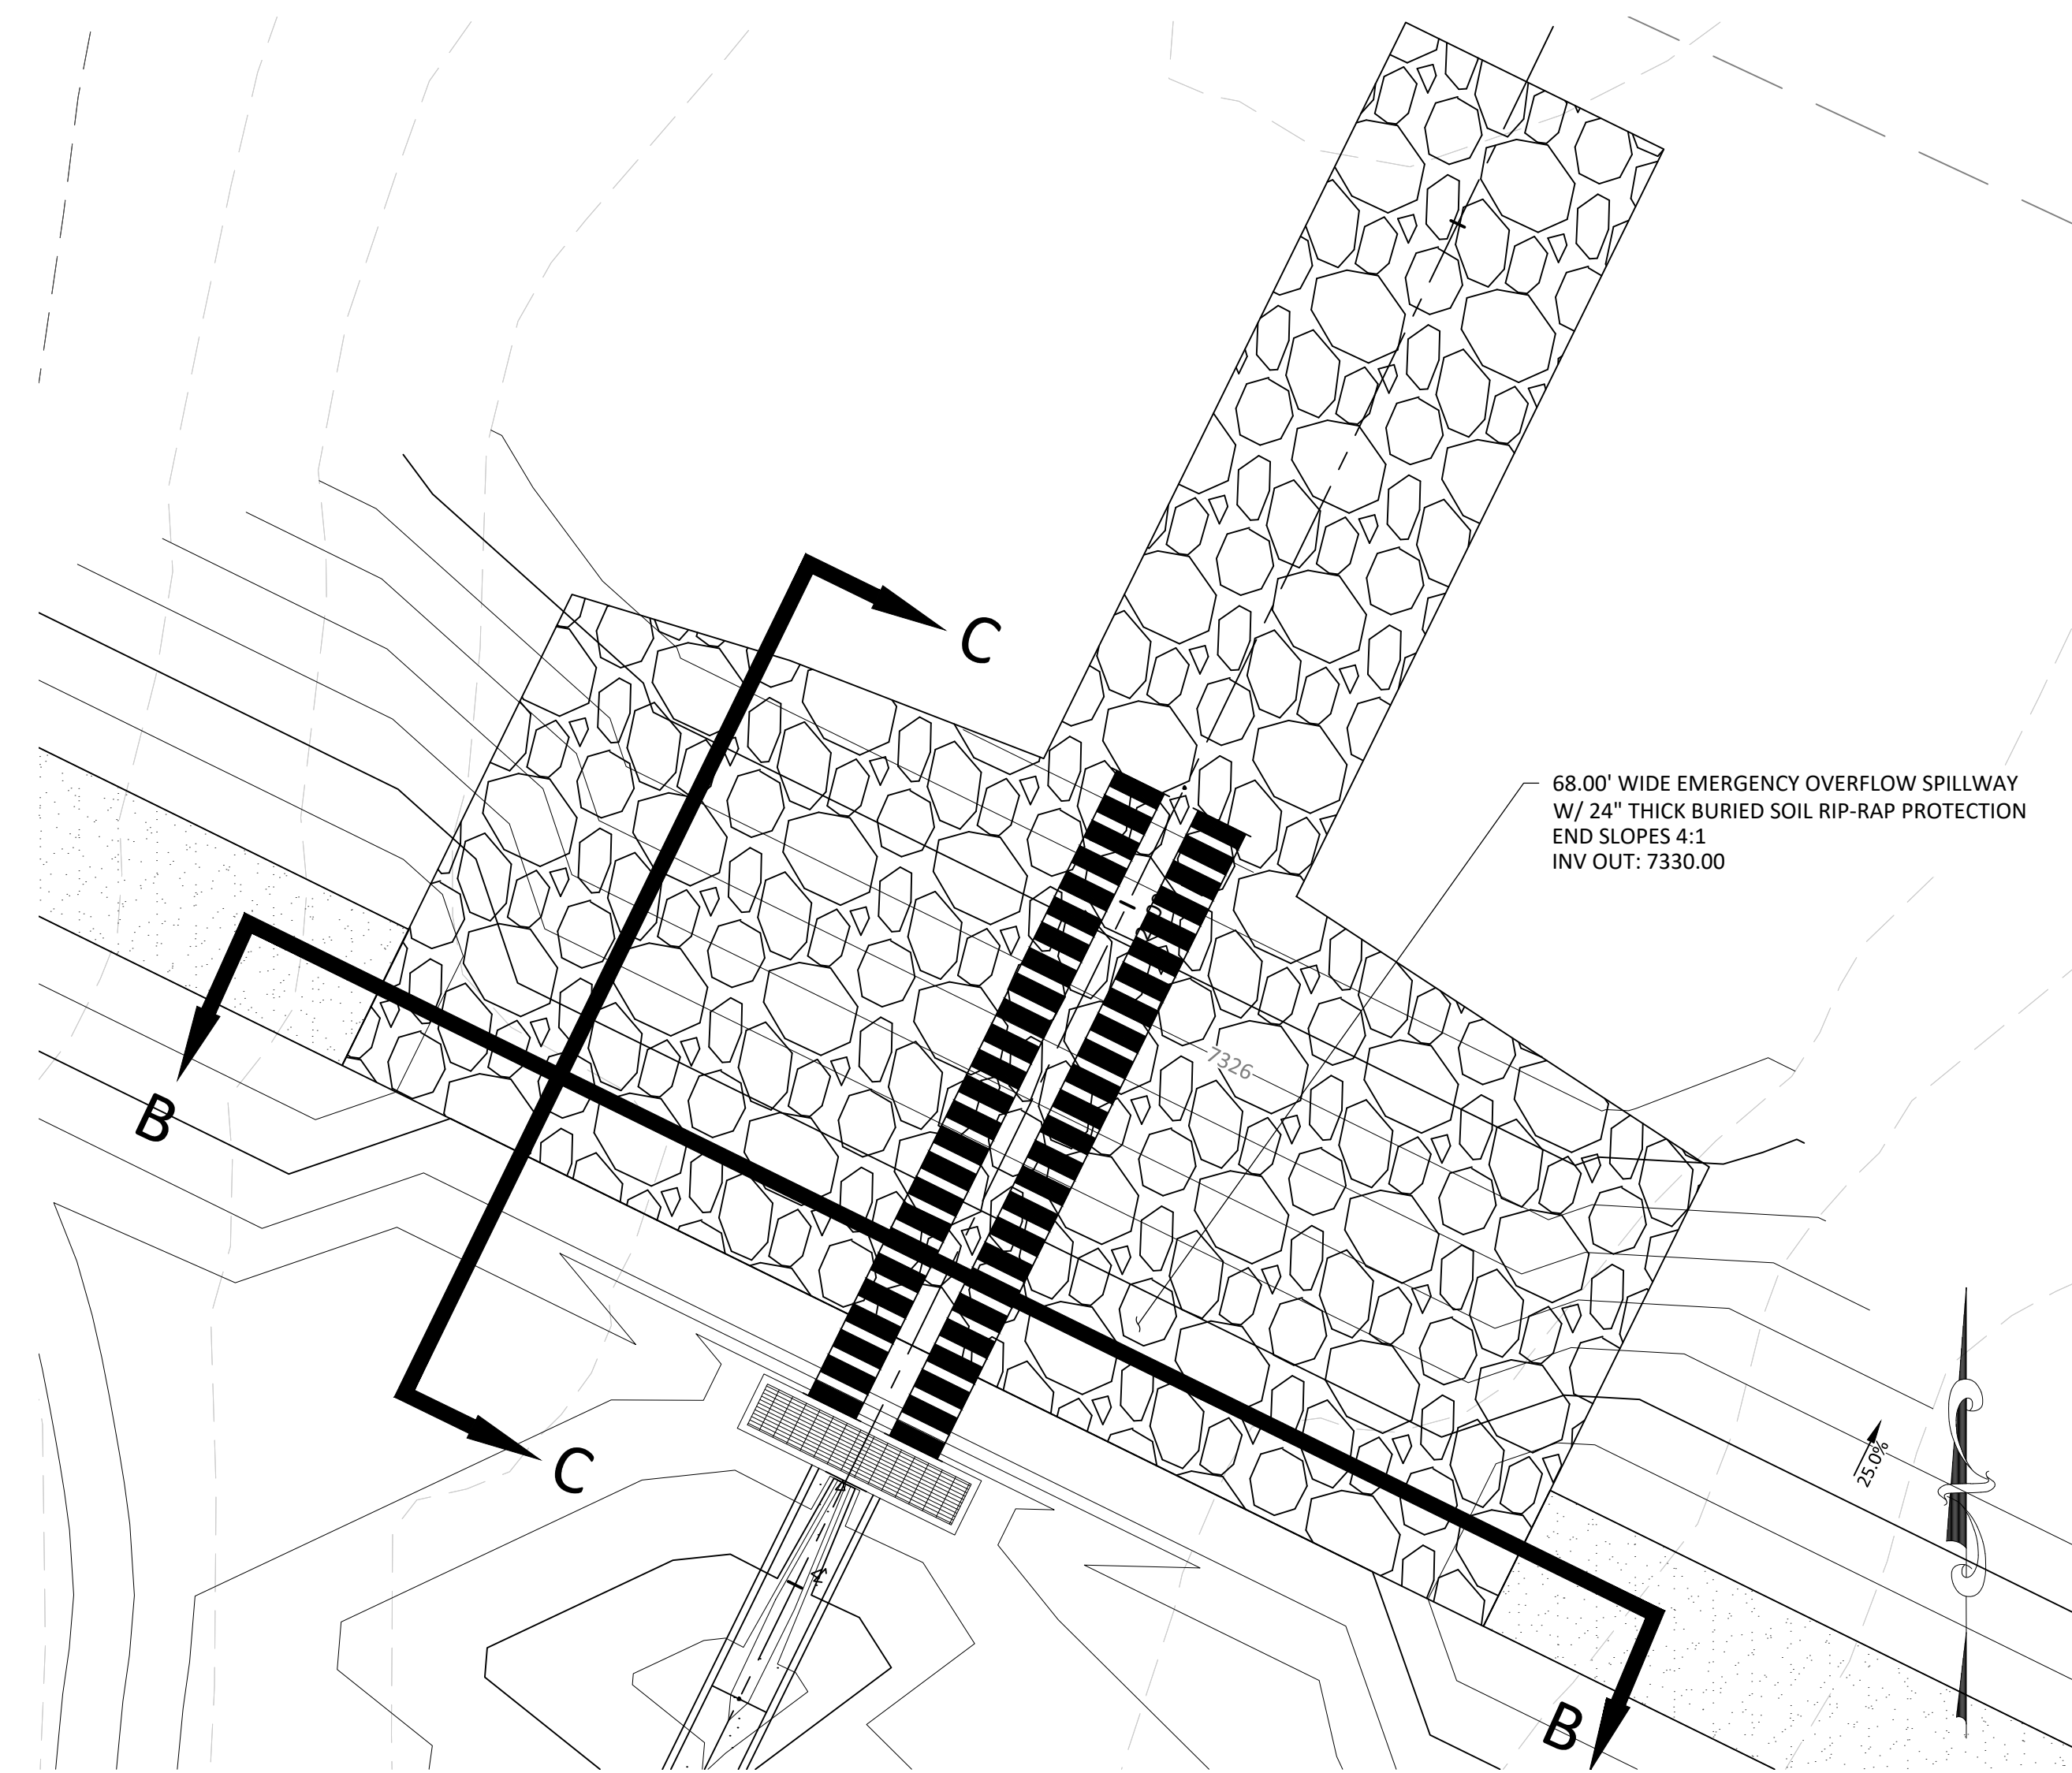 C
68.00' WIDE EMERGENCY OVERFLOW SPILLWAY
W/ 24" THICK BURIED SOIL RIP-RAP PROTECTION
END SLOPES 4:1
INV OUT: 7330.00
7326
B
C
25.0%
B